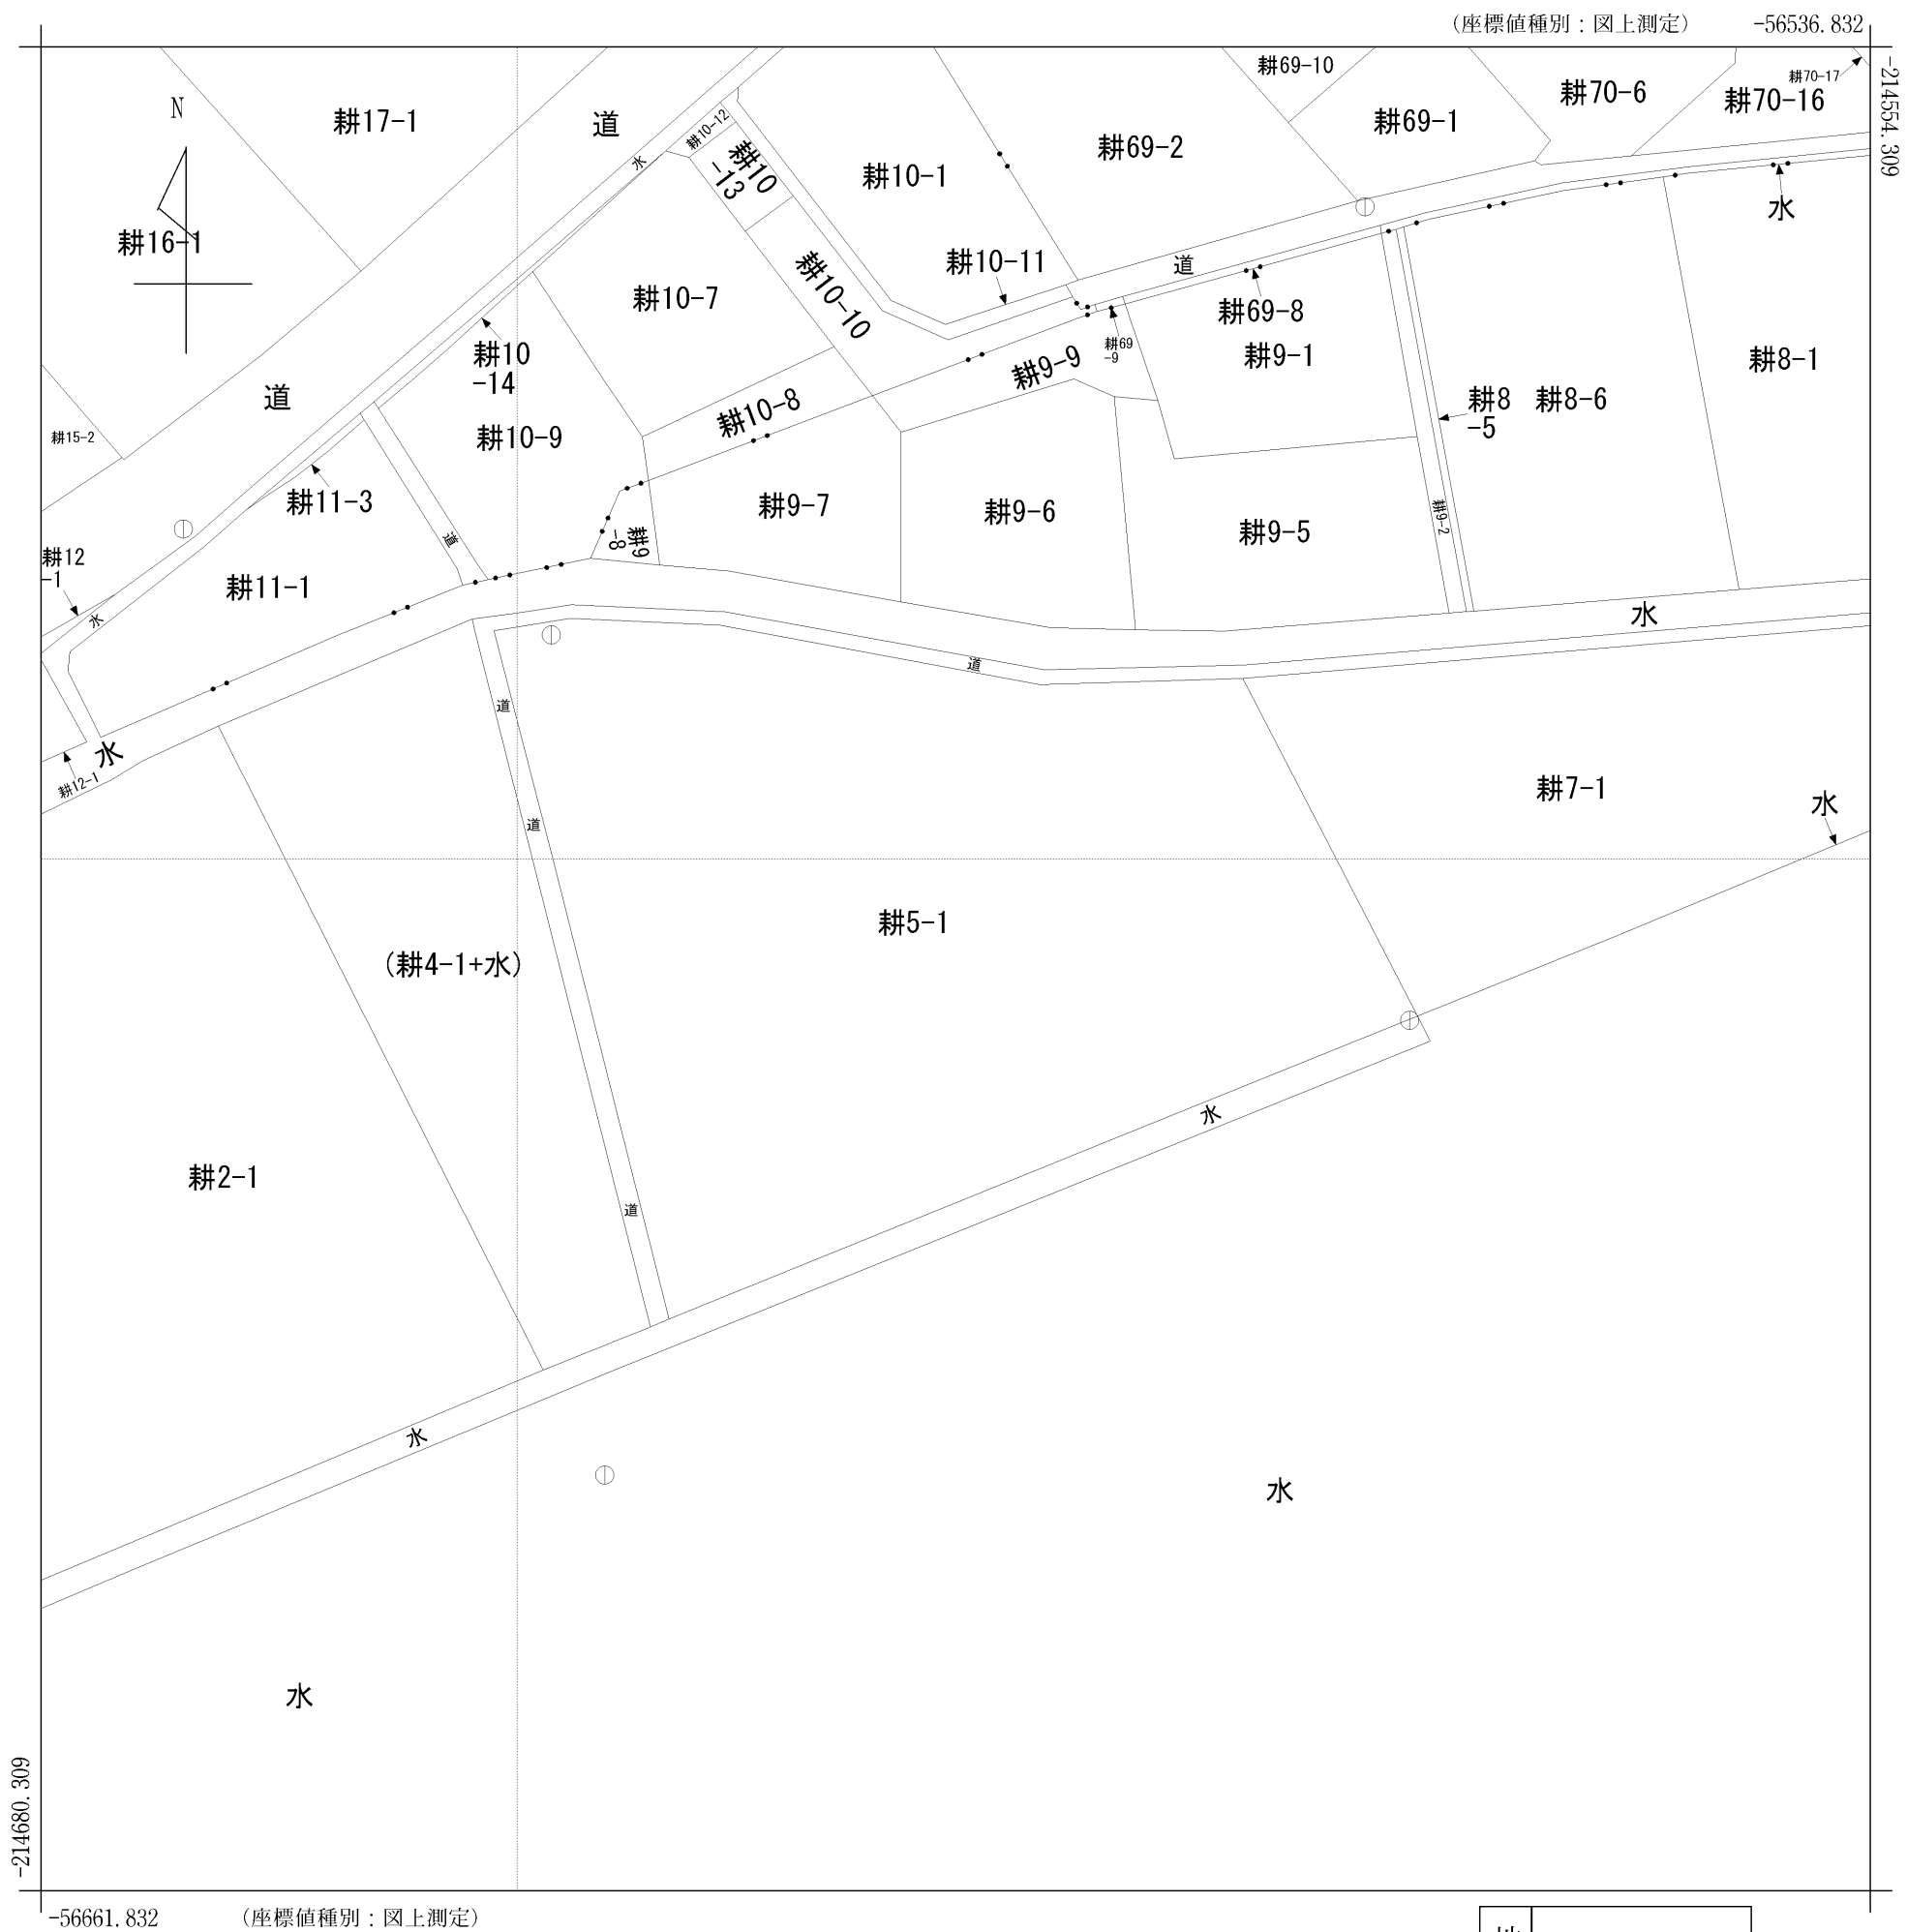 （座標値種別：図上測定）
-56536.832
-214554.309
N
耕17-1
道
耕69-10
耕69-1
耕70-6
耕70-17
耕70-16
耕16-1
水
耕10-12
耕10
-13
耕10-1
耕69-2
水
耕10-7
耕10-10
耕10-11
道
耕69-8
耕69
-9
耕9-1
耕8-1
耕10
-14
道
耕15-2
耕10-9
耕10-8
耕9-9
耕8
-5
耕8-6
耕11-3
耕9-7
耕9-6
耕9-5
耕9-2
道
耕9
-8
耕12
-1
水
耕11-1
水
道
道
水
耕12-1
耕7-1
水
道
耕5-1
（耕4-1+水）
水
耕2-1
道
水
水
水
-214680.309
-56661.832
（座標値種別：図上測定）